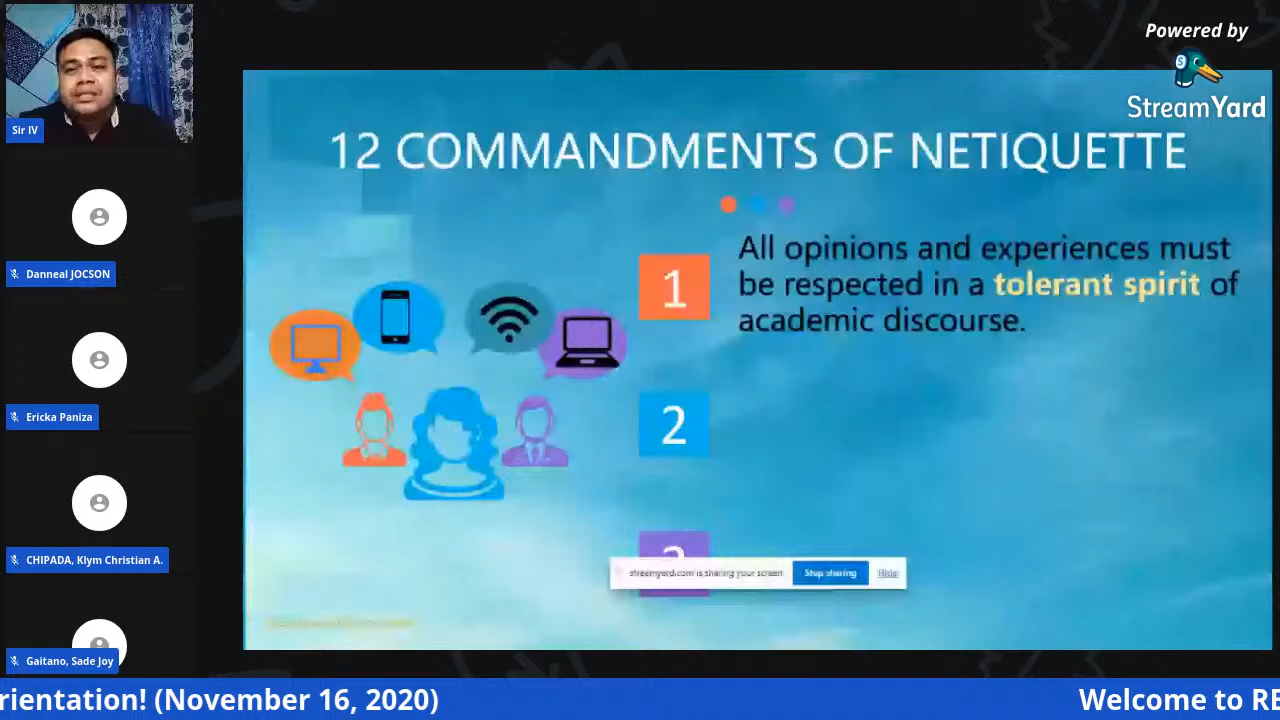 Powered by
StreamYard
Sir IV
Danneal JOCSON
Ericka Paniza
CHIPADA, Klym Christian A.
Gaitano, Sade Joy
12 COMMANDMENTS OF NETIQUETTE
1
All opinions and experiences must
be respected in a tolerant spirit of
academic discourse.
2
streamyard.com is sharing your screen
Stop sharing
Hide
rientation! (November 16, 2020)
Welcome to RE